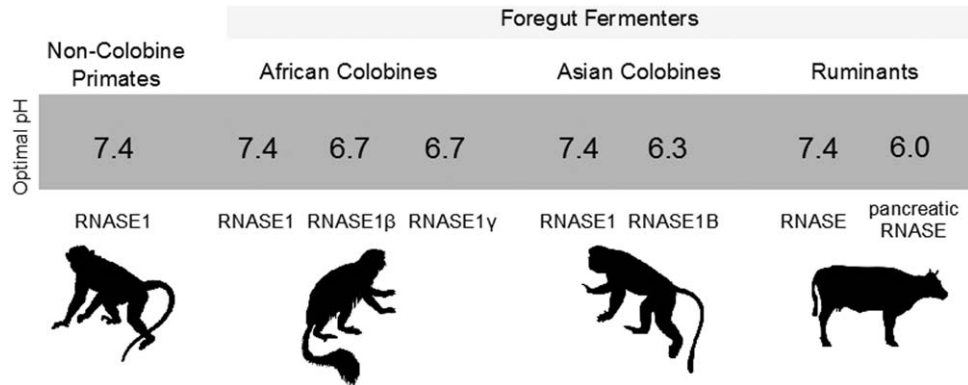 Foregut Fermenters
Non-Colobine
Primates
African Colobines
Asian Colobines
Ruminants
Optimal pH
7.4
7.4 6.7 6.7
7.4 6.3
7.4 6.0
RNASE1
RNASE1 RNASE1β RNASE1γ
RNASE1 RNASE1B
RNASE
pancreatic
RNASE